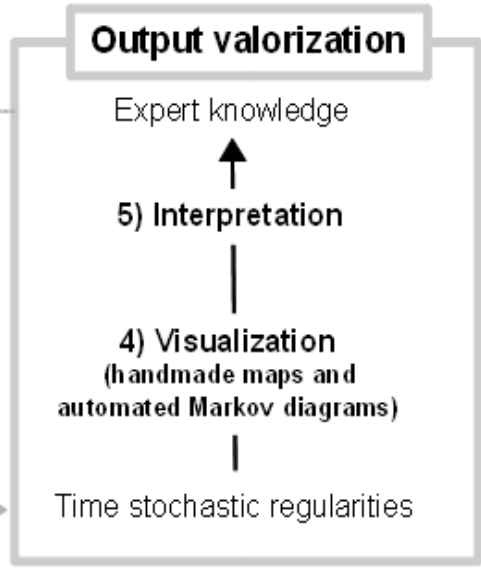 Output valorization
Expert knowledge
5) Interpretation
4) Visualization
(handmade maps and
automated Markov diagrams)
Time stochastic regularities